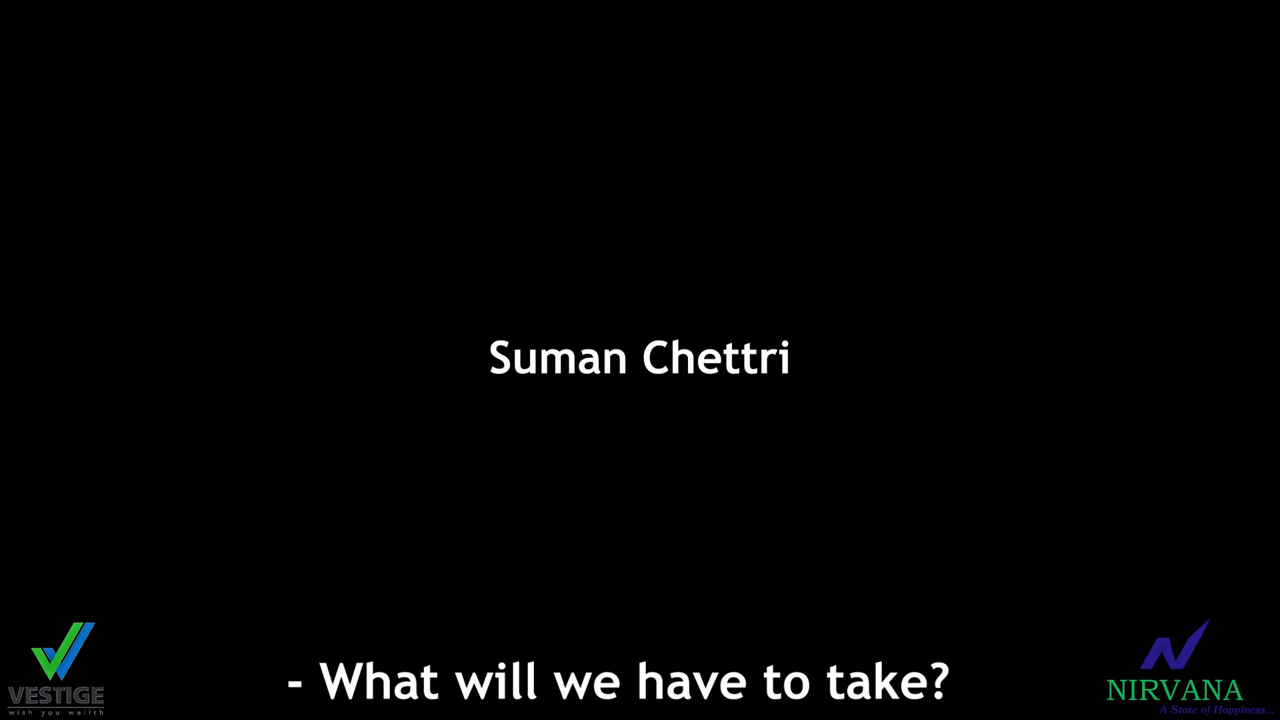 Suman Chettri
- What will we have to take?
VESTIGE
wish you wealth
NIRVANA
A State of Happiness...